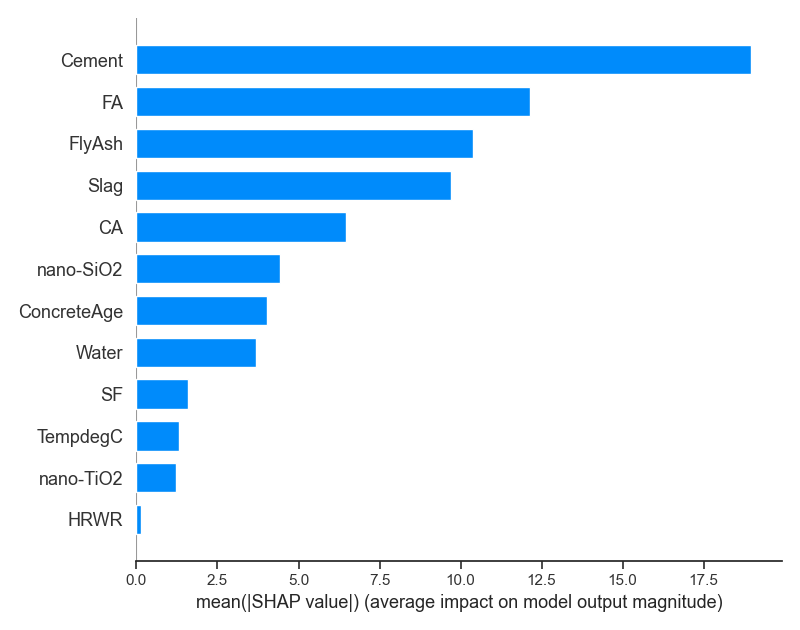 Cement
FA
FlyAsh
Slag
CA
nano-SiO2
ConcreteAge
Water
SF
TempdegC
nano-TiO2
HRWR
0.0 2.5 5.0 7.5 10.0 12.5 15.0 17.5
mean(|SHAP value|) (average impact on model output magnitude)